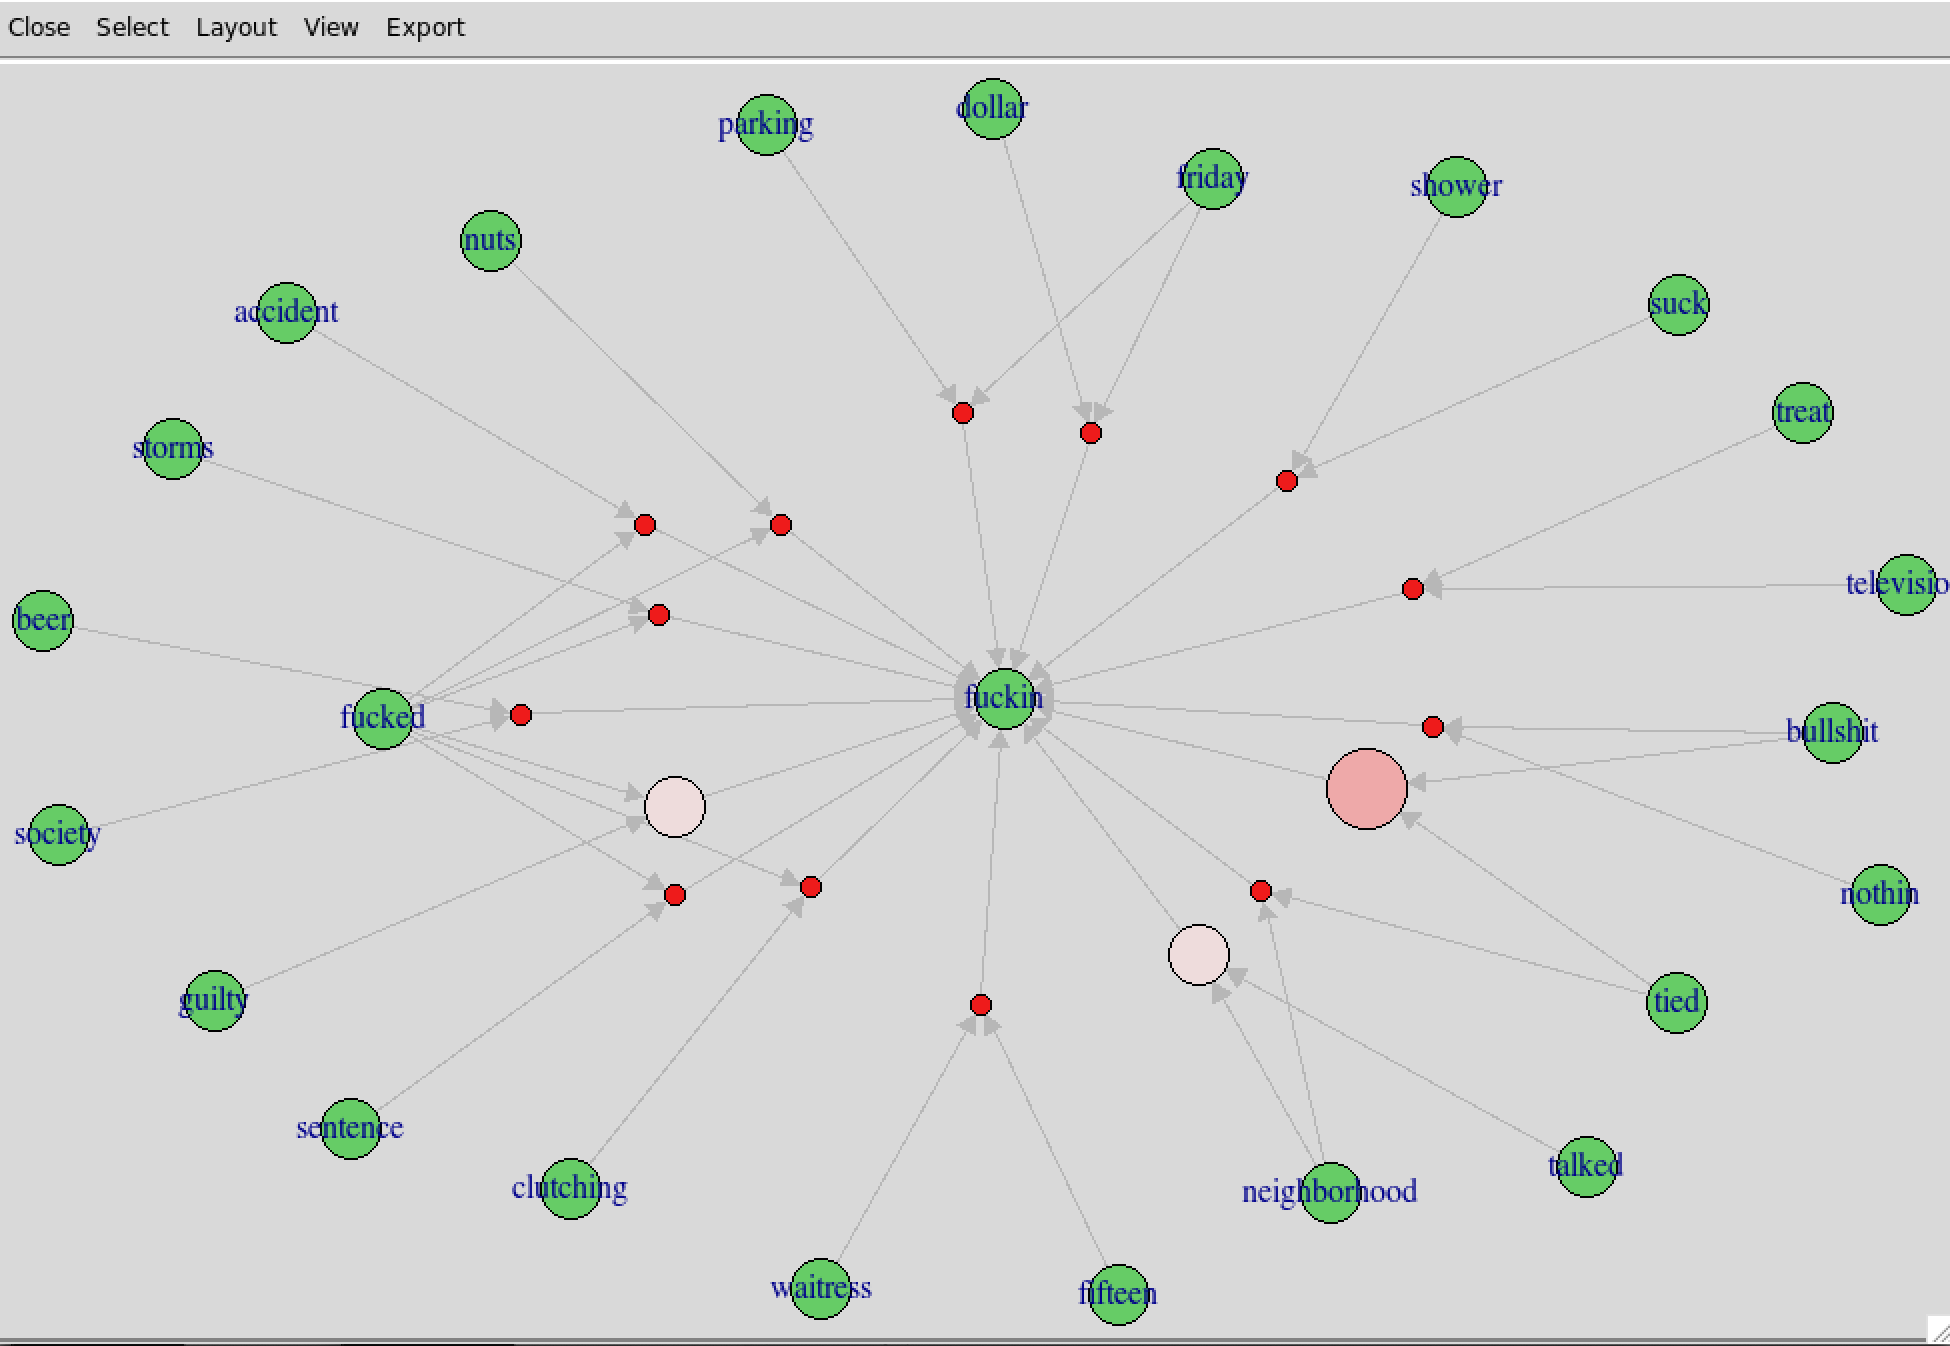 Close Select Layout View Export
dollar
parking
friday
shower
nuts
suck
accident
treat
storms
televisio
beer
fuckin
fucked
bullshit
society
nothin
guilty
tied
sentence
talked
clutching
neighborhood
waitress
fifteen